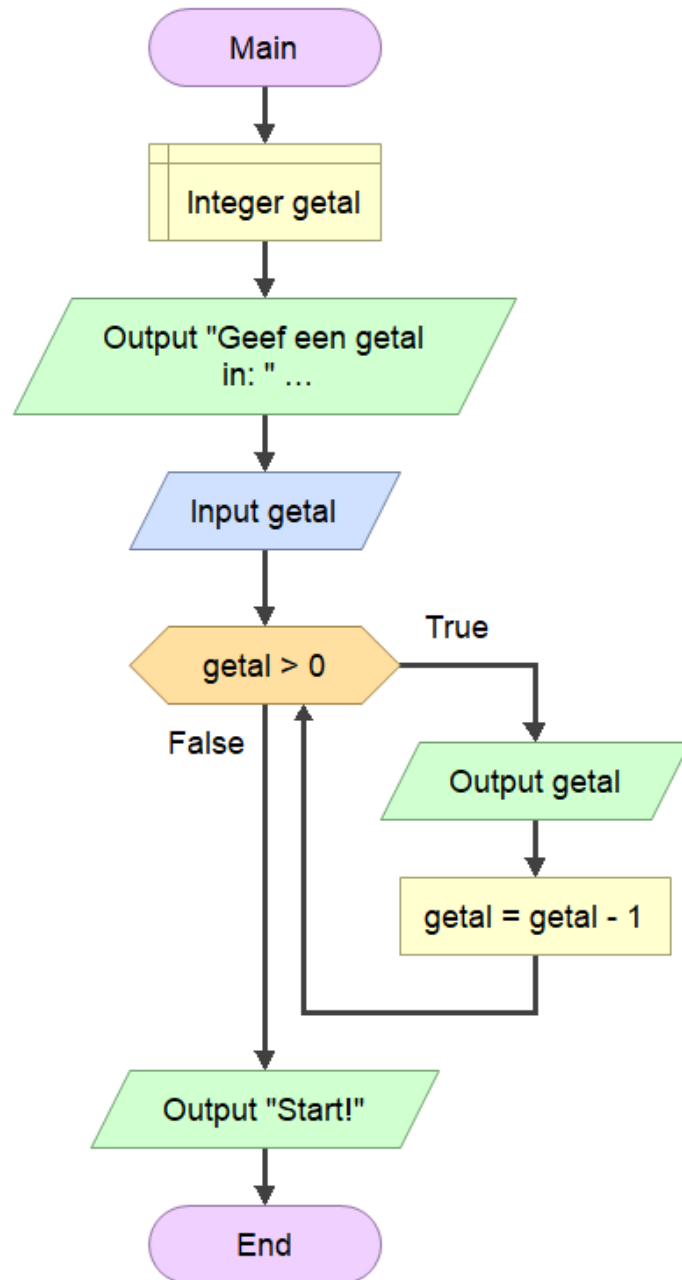 Main
Integer getal
Output "Geef een getal
in: " ...
Input getal
getal > 0
True
False
Output getal
getal = getal - 1
Output "Start!"
End